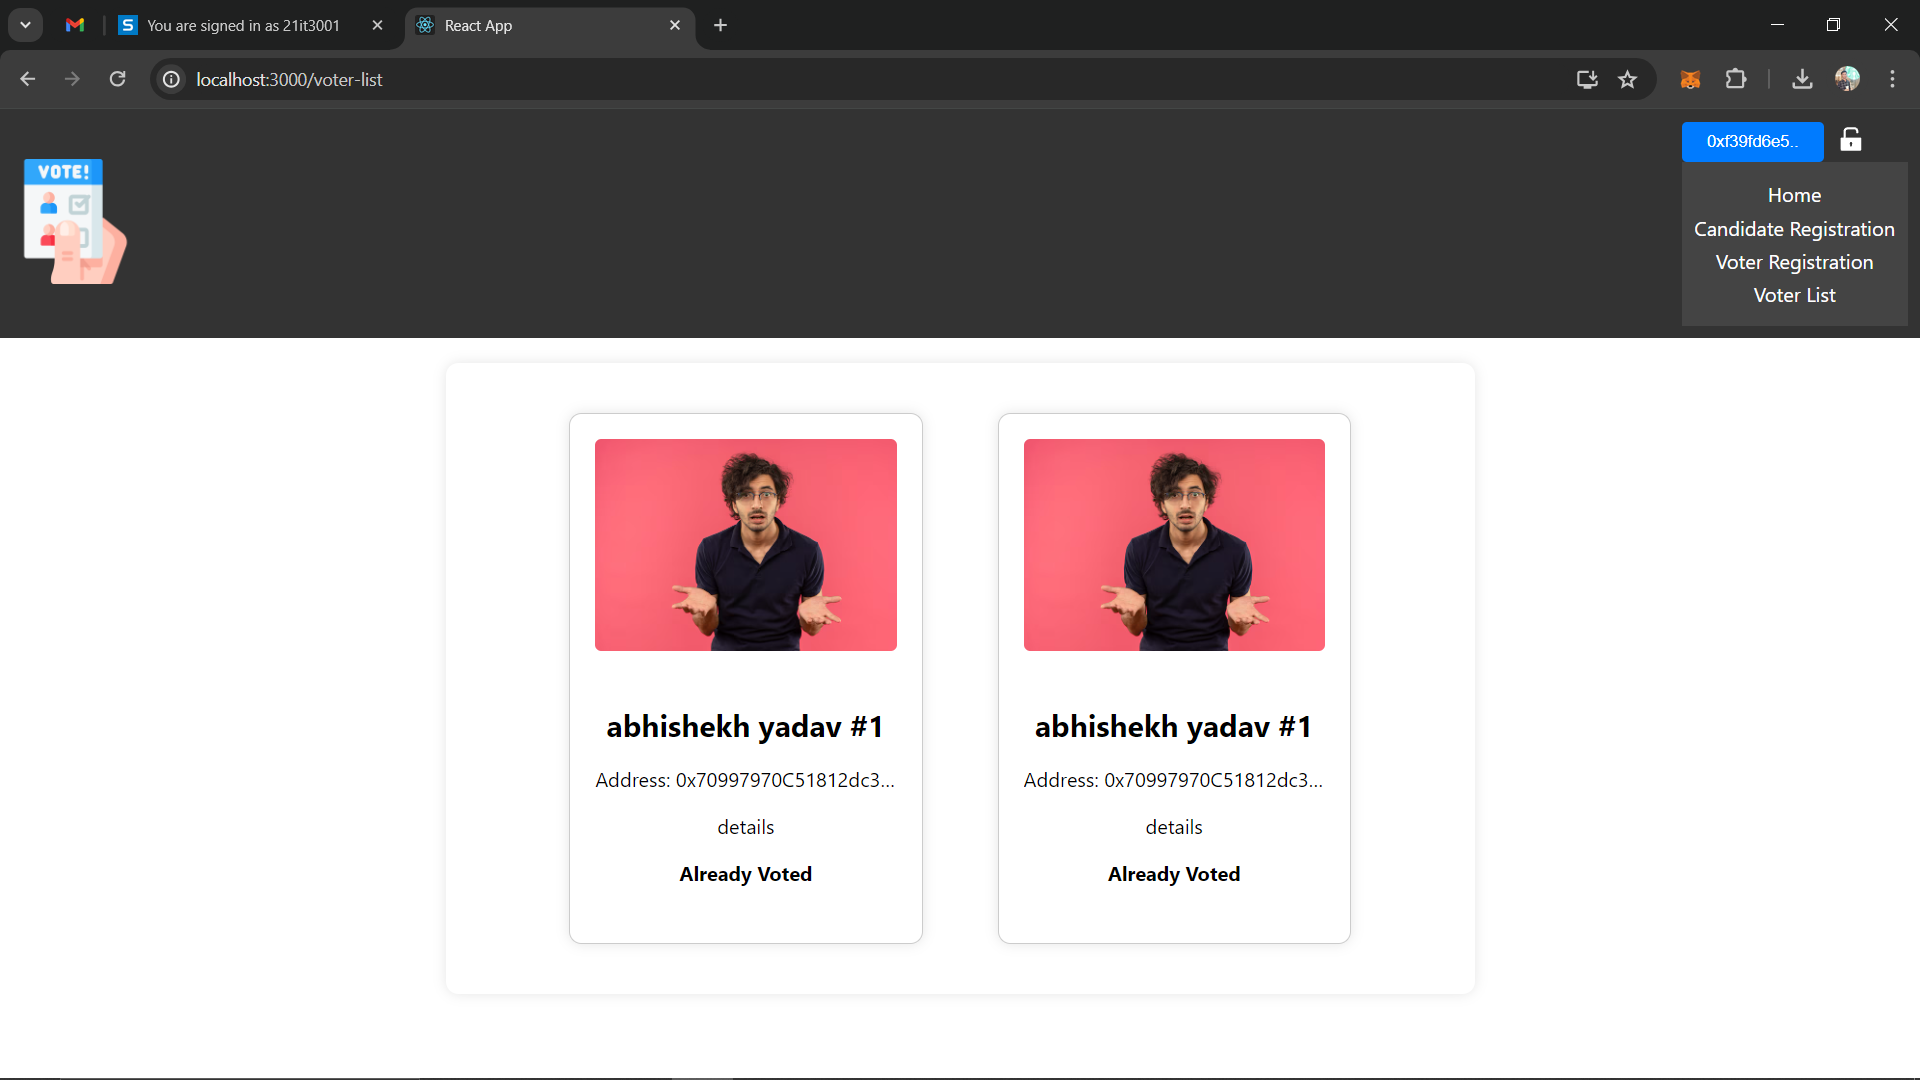 You are signed in as 21it3001
React App
localhost:3000/voter-list
VOTE!
0xf39fd6e5..
Home
Candidate Registration
Voter Registration
Voter List
abhishekh yadav #1
Address: 0x70997970C51812dc3...
details
Already Voted
abhishekh yadav #1
Address: 0x70997970C51812dc3...
details
Already Voted